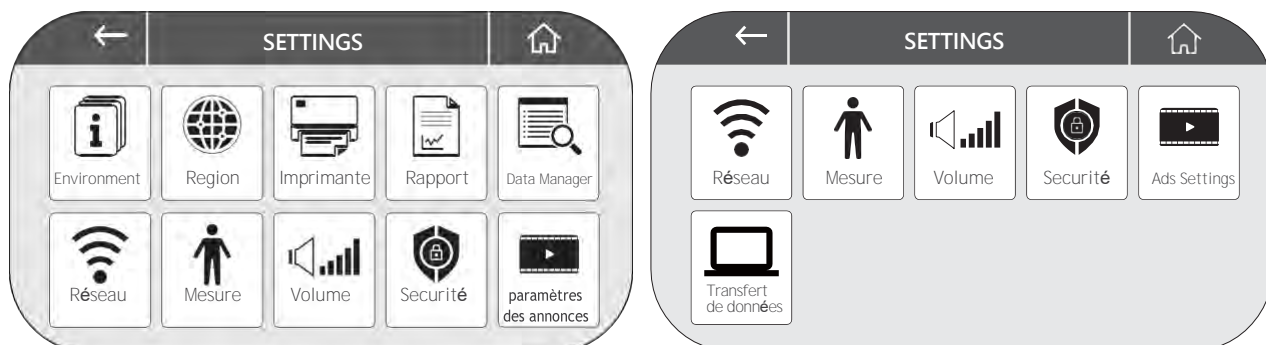 SETTINGS
Environment
Region
Imprimante
Rapport
Data Manager
Réseau
Mesure
Volume
Securité
paramètres
des annonces
SETTINGS
Réseau
Mesure
Volume
Securité
Ads Settings
Transfert
de données